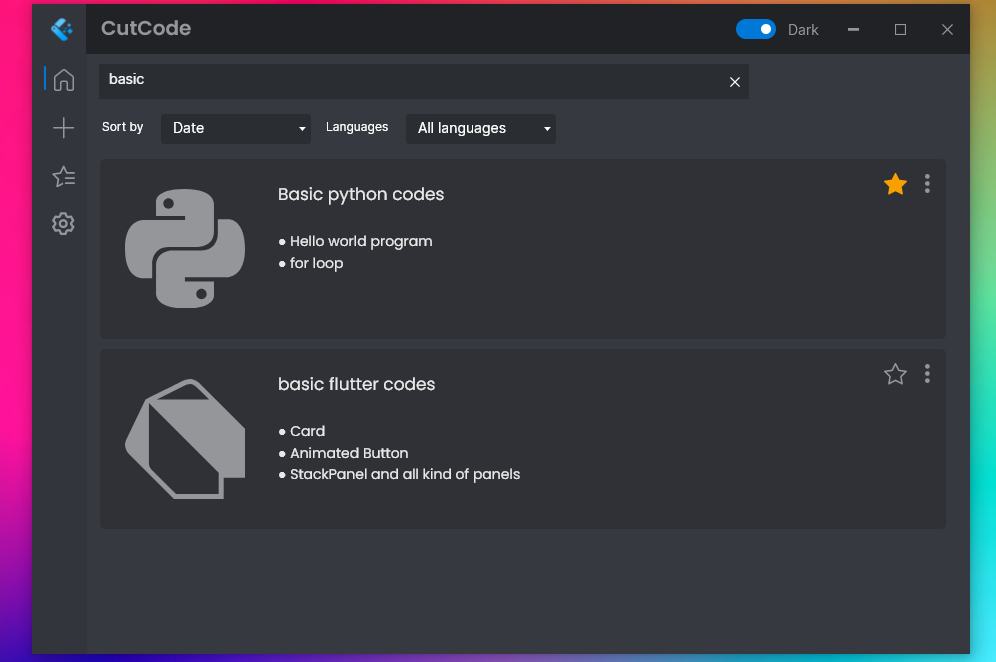 CutCode
Dark
basic
Sort by
Date
Languages
All languages
Basic python codes
● Hello world program
● for loop
basic flutter codes
● Card
● Animated Button
● StackPanel and all kind of panels